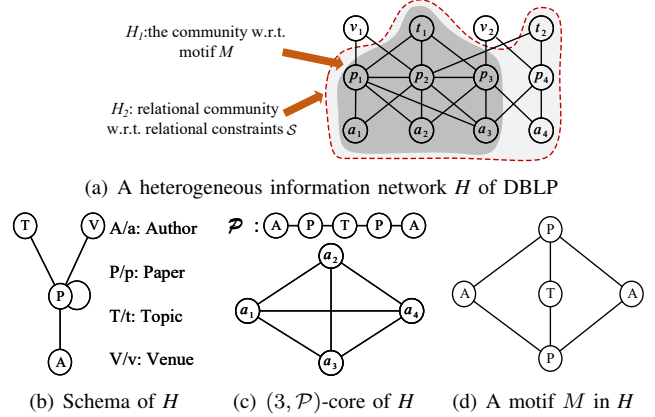 H₁:the community w.r.t.
motif M
H₂: relational community
w.r.t. relational constraints S
v₁ t₁ v₂ t₂
p₁ p₂ p₃ p₄
a₁ a₂ a₃ a₄
(a) A heterogeneous information network H of DBLP
T V
P
A
A/a: Author
P/p: Paper
T/t: Topic
V/v: Venue
(b) Schema of H
𝒫 : A P T P A
a₂
a₁ a₄
a₃
(c) (3, 𝒫)-core of H
P
A T A
P
(d) A motif M in H